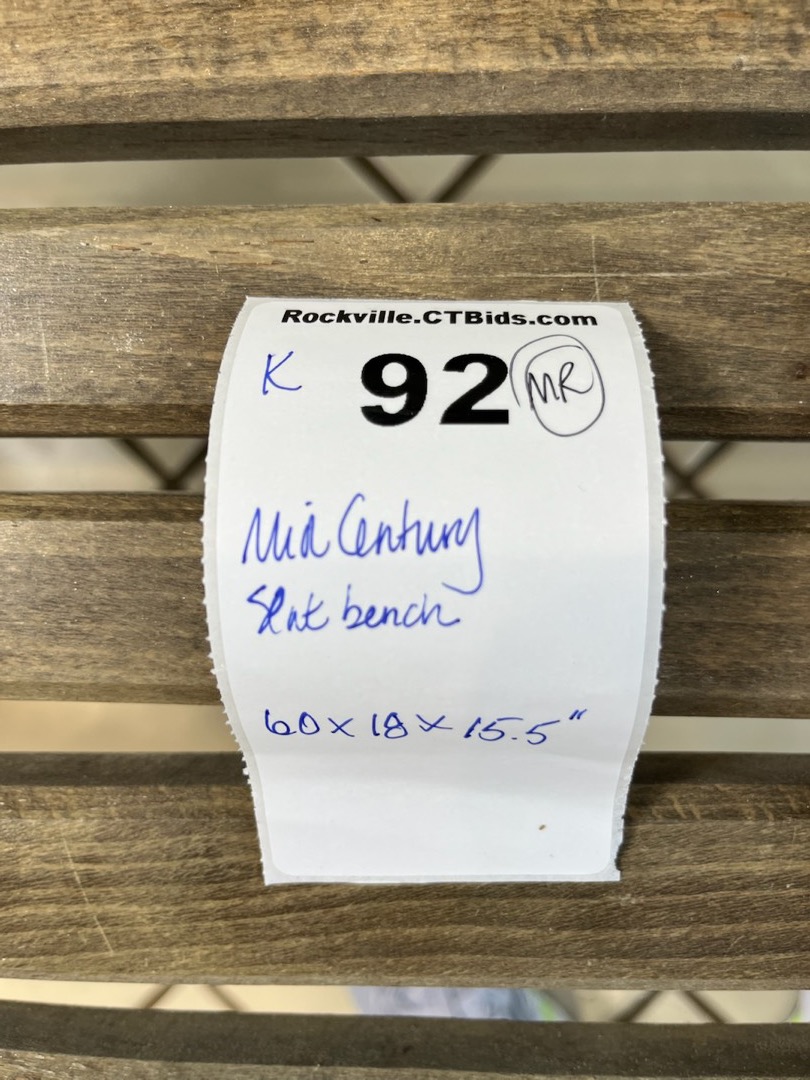 Rockville.CTBids.com
K 92 MR
Mid Century
Slat bench
60 x 18 x 15.5"